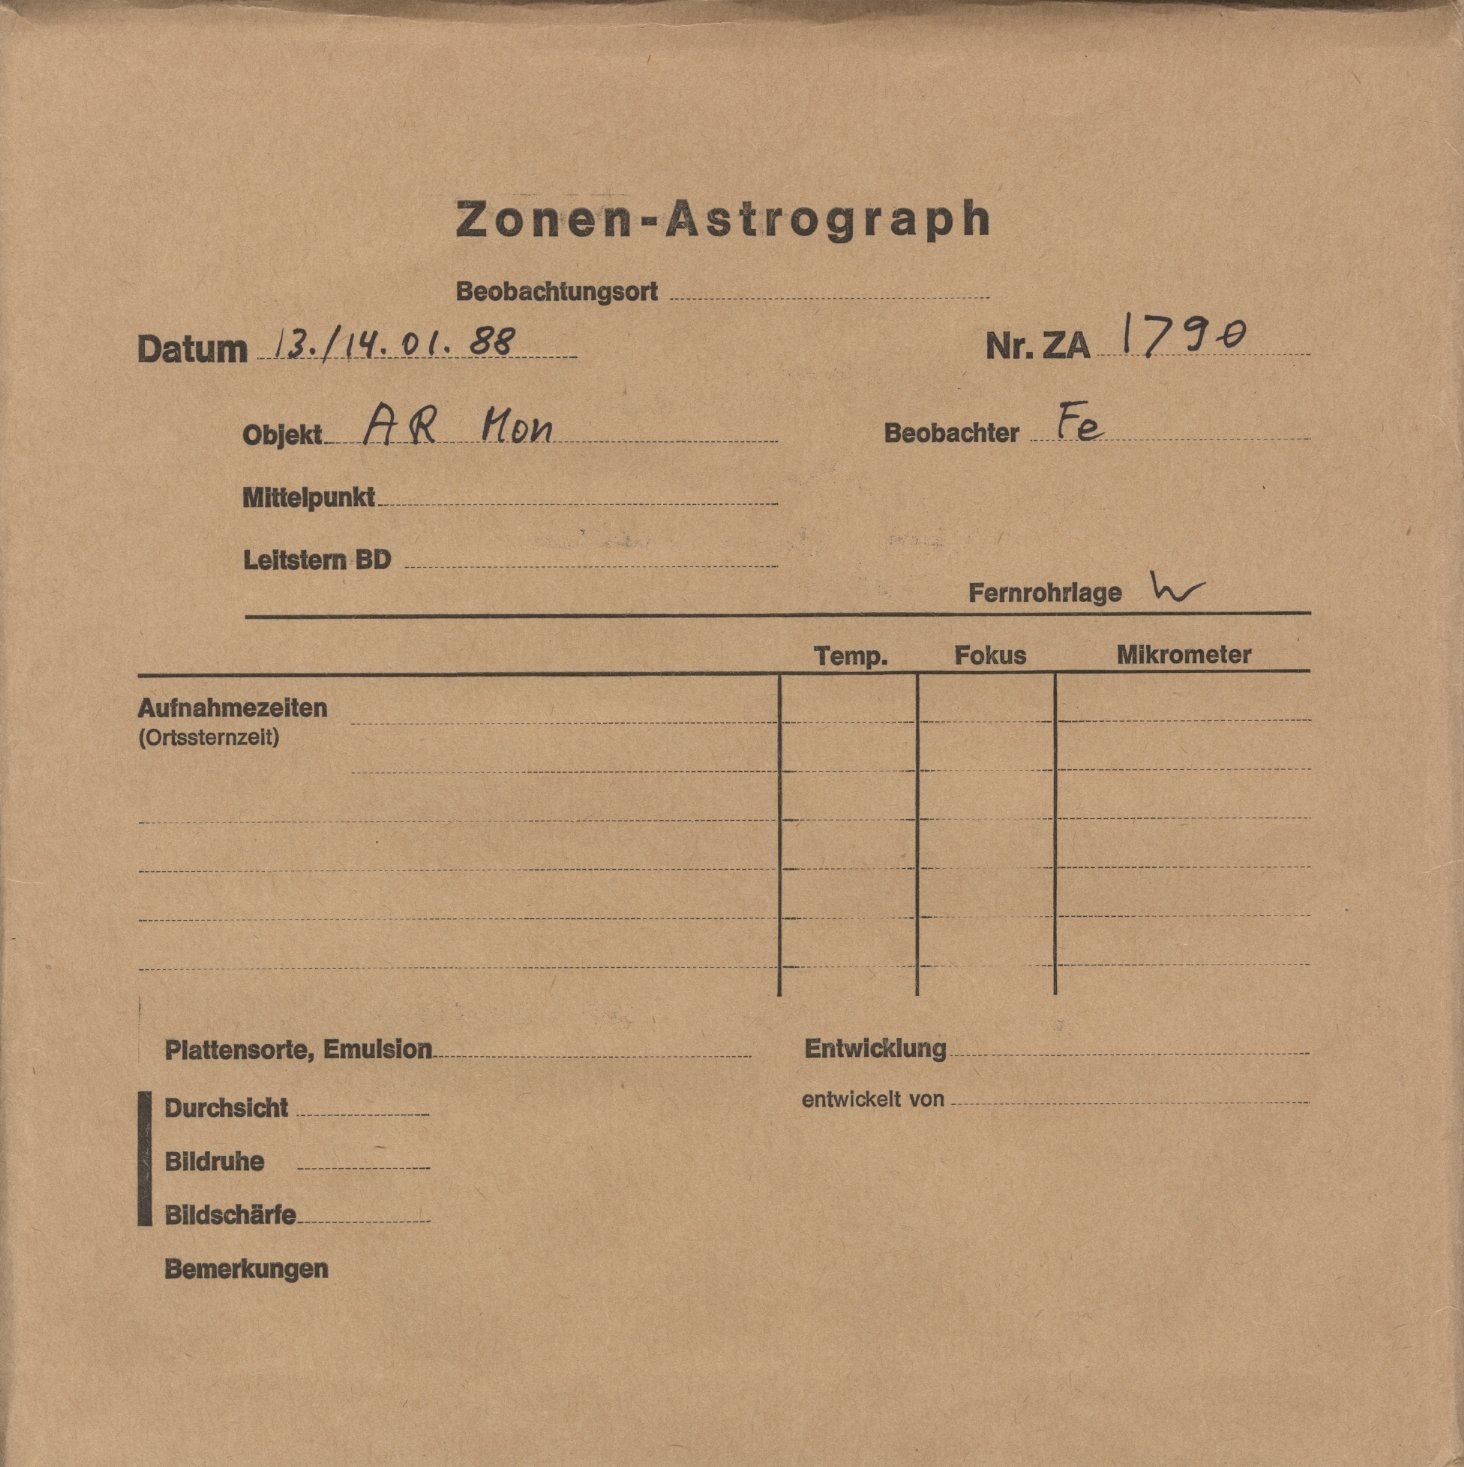 Zonen-Astrograph
Beobachtungsort
Datum 13./14.01.88 Nr. ZA 1790
Objekt AR Mon Beobachter Fe
Mittelpunkt
Leitstern BD
Fernrohrlage W
Temp. Fokus Mikrometer
Aufnahmezeiten
(Ortssternzeit)
Plattensorte, Emulsion Entwicklung
Durchsicht entwickelt von
Bildruhe
Bildschärfe
Bemerkungen